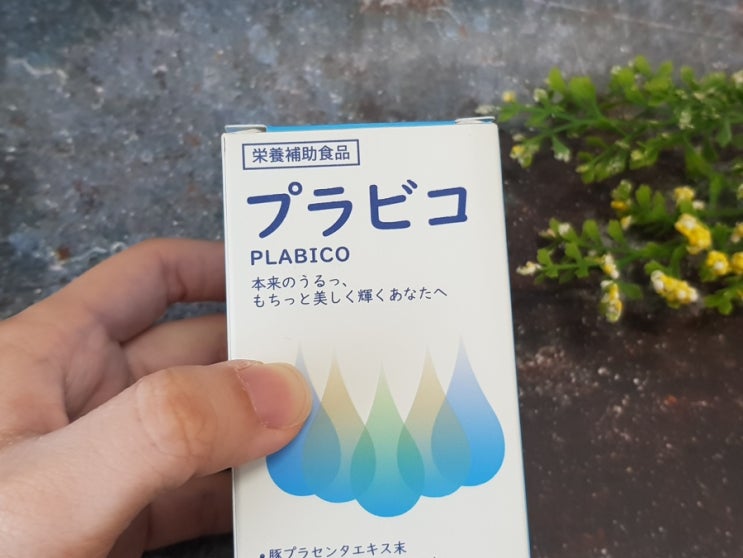 栄養補助食品
プラビコ
PLABICO
本来のうるっ、
もちっと美しく輝くあなたへ
・豚プラセンタエキス末